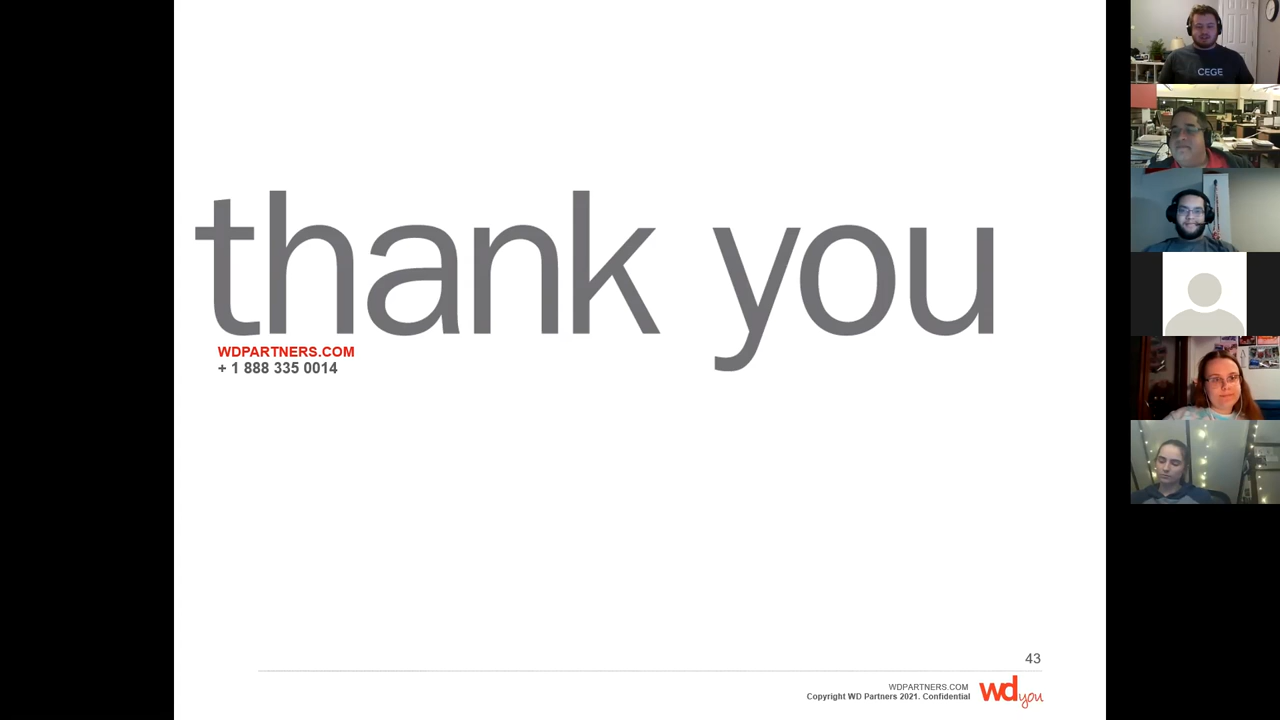 thank you
WDPARTNERS.COM
+ 1 888 335 0014
43
WDPARTNERS.COM
Copyright WD Partners 2021. Confidential
wd you
CEGE